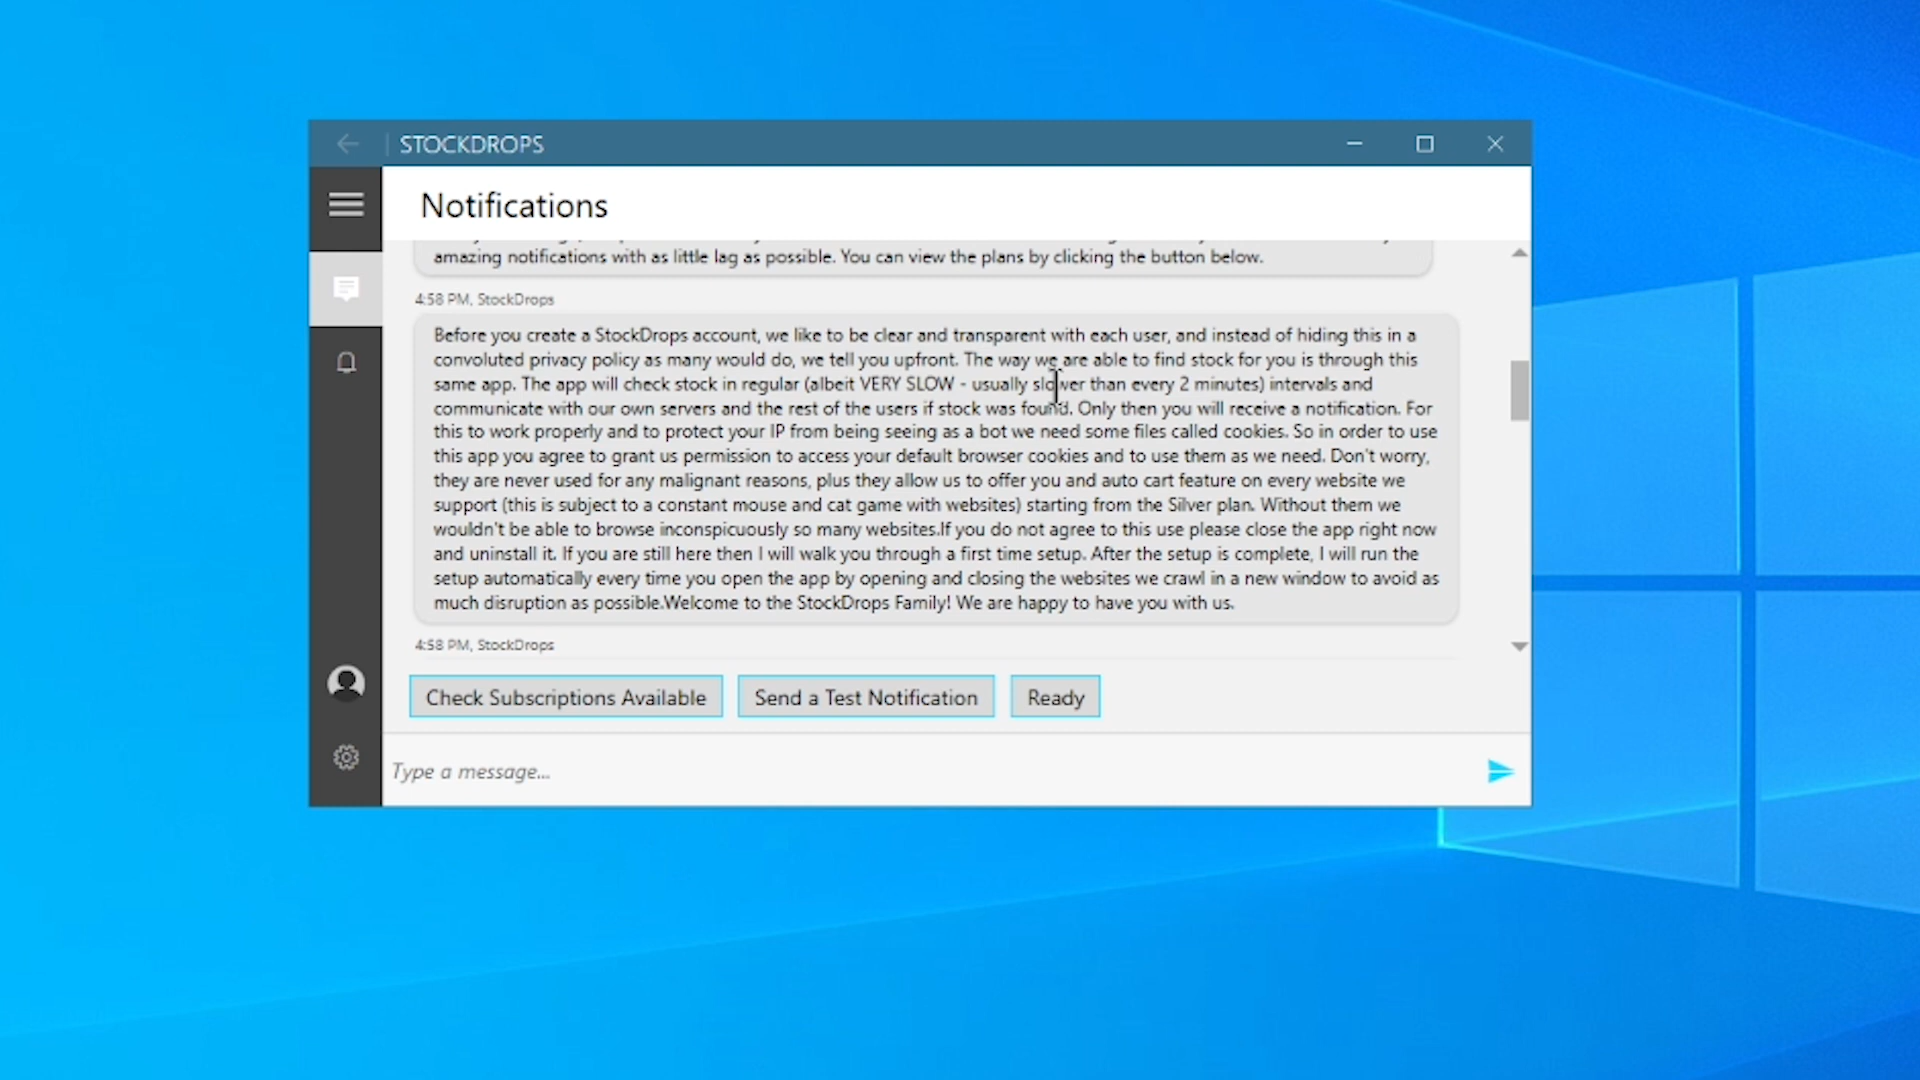 STOCKDROPS
Notifications
amazing notifications with as little lag as possible. You can view the plans by clicking the button below.
4:58 PM, StockDrops
Before you create a StockDrops account, we like to be clear and transparent with each user, and instead of hiding this in a
convoluted privacy policy as many would do, we tell you upfront. The way we are able to find stock for you is through this
same app. The app will check stock in regular (albeit VERY SLOW - usually slower than every 2 minutes) intervals and
communicate with our own servers and the rest of the users if stock was found. Only then you will receive a notification. For
this to work properly and to protect your IP from being seeing as a bot we need some files called cookies. So in order to use
this app you agree to grant us permission to access your default browser cookies and to use them as we need. Don't worry,
they are never used for any malignant reasons, plus they allow us to offer you and auto cart feature on every website we
support (this is subject to a constant mouse and cat game with websites) starting from the Silver plan. Without them we
wouldn't be able to browse inconspicuously so many websites.If you do not agree to this use please close the app right now
and uninstall it. If you are still here then I will walk you through a first time setup. After the setup is complete, I will run the
setup automatically every time you open the app by opening and closing the websites we crawl in a new window to avoid as
much disruption as possible.Welcome to the StockDrops Family! We are happy to have you with us.
4:58 PM, StockDrops
Check Subscriptions Available
Send a Test Notification
Ready
Type a message...